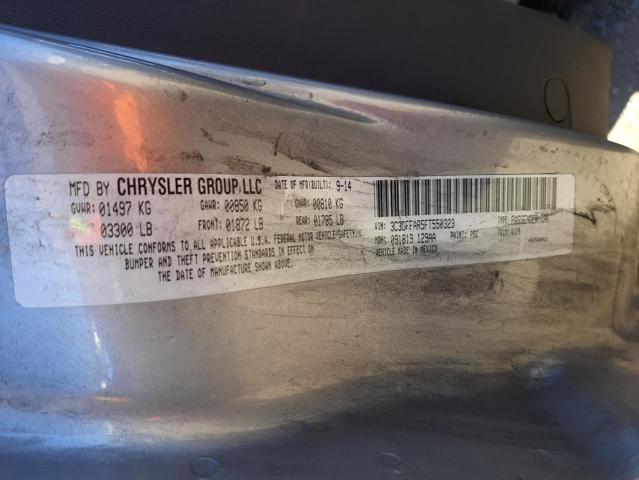 MFD BY CHRYSLER GROUP, LLC DATE OF MFR(BUILT): 9-14
GVWR: 01497 KG GAWR: 00850 KG GAWR: 00810 KG
03300 LB FRONT: 01872 LB REAR: 01785 LB
THIS VEHICLE CONFORMS TO ALL APPLICABLE U.S.A. FEDERAL MOTOR VEHICLE SAFETY,
BUMPER AND THEFT PREVENTION STANDARDS IN EFFECT ON
THE DATE OF MANUFACTURE SHOWN ABOVE.
VIN: 3C3CFFAR5FT550323 TYPE: PASSENGER CAR
MDH: 091819 129AA PAINT: PSC TRIM:
VEHICLE MADE IN MEXICO